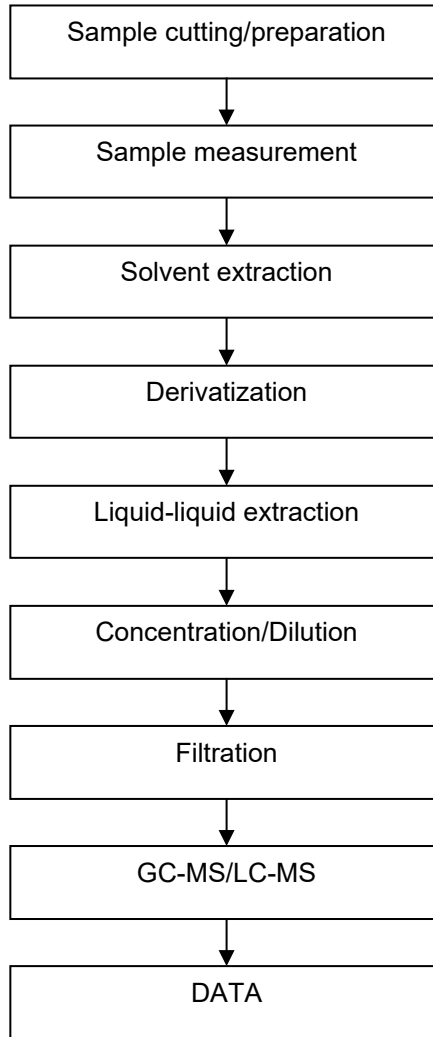 Sample cutting/preparation
Sample measurement
Solvent extraction
Derivatization
Liquid-liquid extraction
Concentration/Dilution
Filtration
GC-MS/LC-MS
DATA